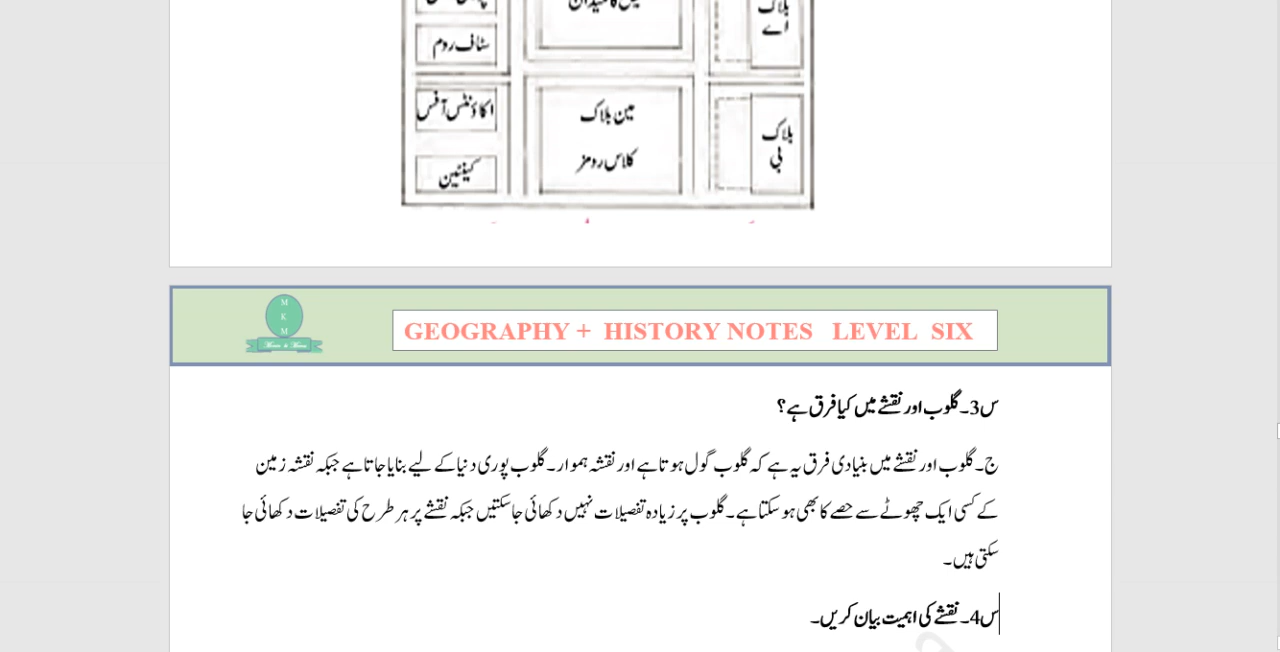 بلاک
اے
سٹاف روم
اکاؤنٹس آفس
مین بلاک
بلاک
بی
کلاس رومز
کینٹین
M
K
M
GEOGRAPHY + HISTORY NOTES LEVEL SIX
س3۔ گلوب اور نقشے میں کیا فرق ہے؟
ج۔ گلوب اور نقشے میں بنیادی فرق یہ ہے کہ گلوب گول ہوتا ہے اور نقشہ ہموار۔ گلوب پوری دنیا کے لیے بنایا جاتا ہے جبکہ نقشہ زمین
کے کسی ایک چھوٹے سے حصے کا بھی ہو سکتا ہے۔ گلوب پر زیادہ تفصیلات نہیں دکھائی جا سکتیں جبکہ نقشے پر ہر طرح کی تفصیلات دکھائی جا
سکتی ہیں۔
س4۔ نقشے کی اہمیت بیان کریں۔